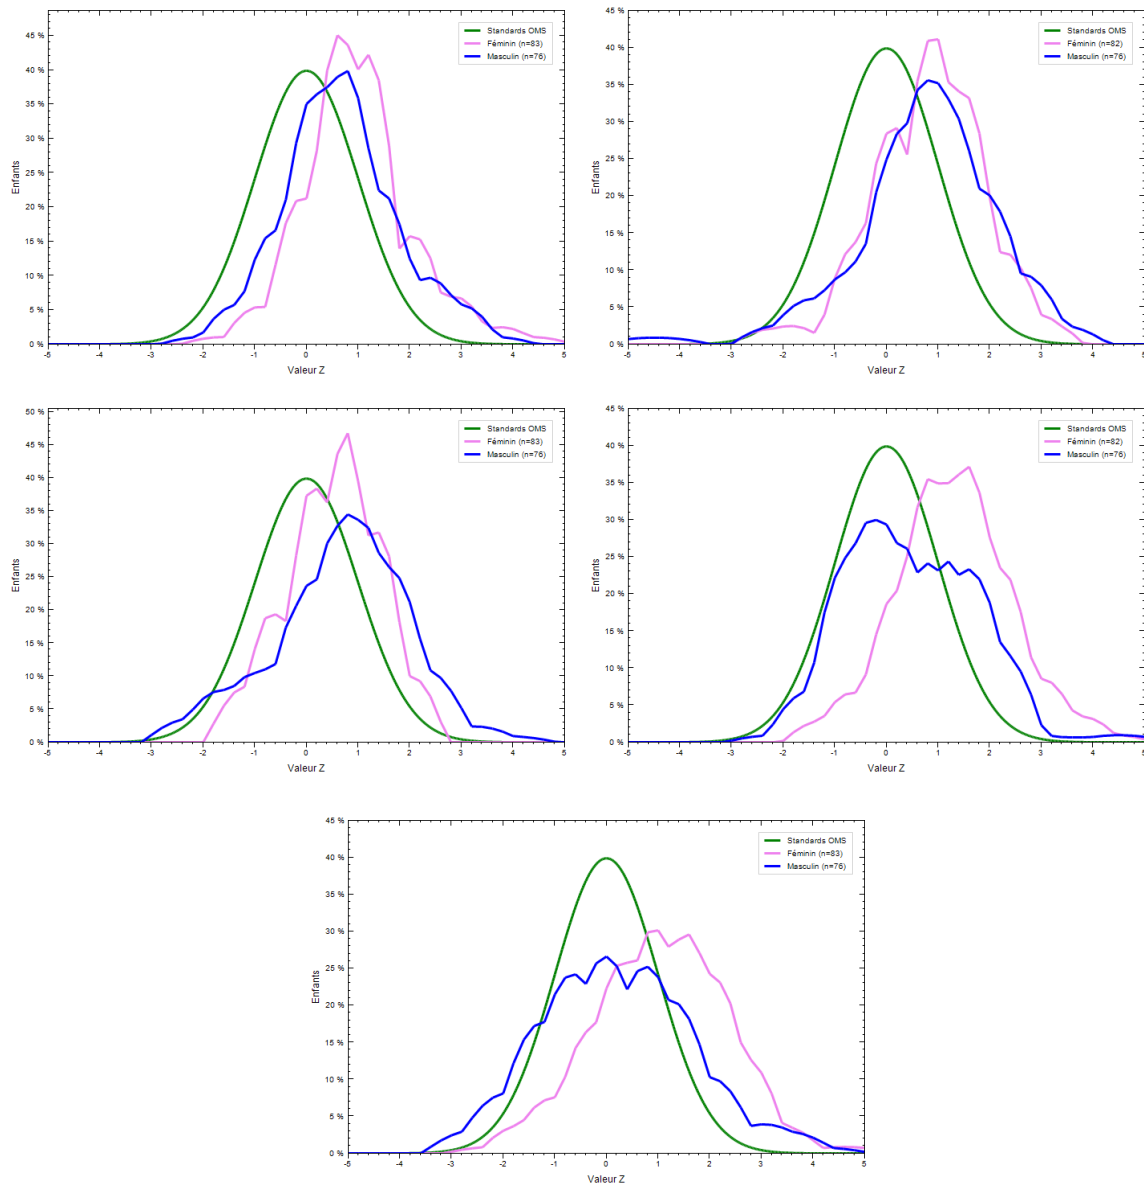 45 %
40 %
35 %
30 %
25 %
20 %
15 %
10 %
5 %
0 %
Enfants
-5 -4 -3 -2 -1 0 1 2 3 4 5
Valeur Z
Standards OMS
Féminin (n=83)
Masculin (n=76)
45 %
40 %
35 %
30 %
25 %
20 %
15 %
10 %
5 %
0 %
Enfants
-5 -4 -3 -2 -1 0 1 2 3 4 5
Valeur Z
Standards OMS
Féminin (n=82)
Masculin (n=76)
50 %
45 %
40 %
35 %
30 %
25 %
20 %
15 %
10 %
5 %
0 %
Enfants
-5 -4 -3 -2 -1 0 1 2 3 4 5
Valeur Z
Standards OMS
Féminin (n=83)
Masculin (n=76)
45 %
40 %
35 %
30 %
25 %
20 %
15 %
10 %
5 %
0 %
Enfants
-5 -4 -3 -2 -1 0 1 2 3 4 5
Valeur Z
Standards OMS
Féminin (n=82)
Masculin (n=76)
45 %
40 %
35 %
30 %
25 %
20 %
15 %
10 %
5 %
0 %
Enfants
-5 -4 -3 -2 -1 0 1 2 3 4 5
Valeur Z
Standards OMS
Féminin (n=83)
Masculin (n=76)